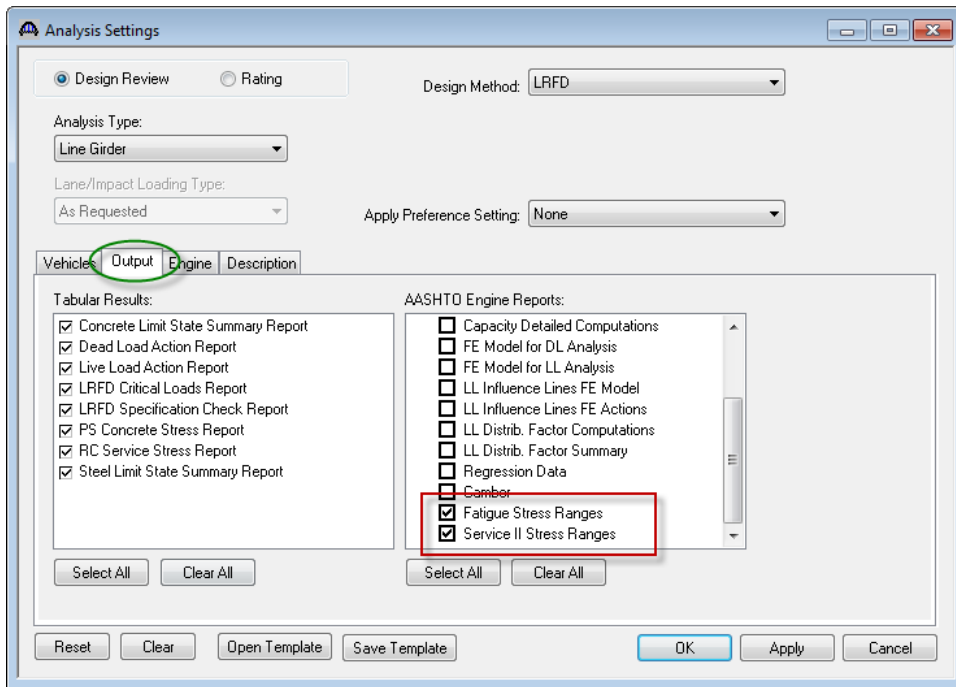 Analysis Settings
Design Review
Rating
Design Method:
LRFD
Analysis Type:
Line Girder
Lane/Impact Loading Type:
As Requested
Apply Preference Setting:
None
Vehicles
Output
Engine
Description
Tabular Results:
Concrete Limit State Summary Report
Dead Load Action Report
Live Load Action Report
LRFD Critical Loads Report
LRFD Specification Check Report
PS Concrete Stress Report
RC Service Stress Report
Steel Limit State Summary Report
Select All
Clear All
AASHTO Engine Reports:
Capacity Detailed Computations
FE Model for DL Analysis
FE Model for LL Analysis
LL Influence Lines FE Model
LL Influence Lines FE Actions
LL Distrib. Factor Computations
LL Distrib. Factor Summary
Regression Data
Camber
Fatigue Stress Ranges
Service II Stress Ranges
Select All
Clear All
Reset
Clear
Open Template
Save Template
OK
Apply
Cancel